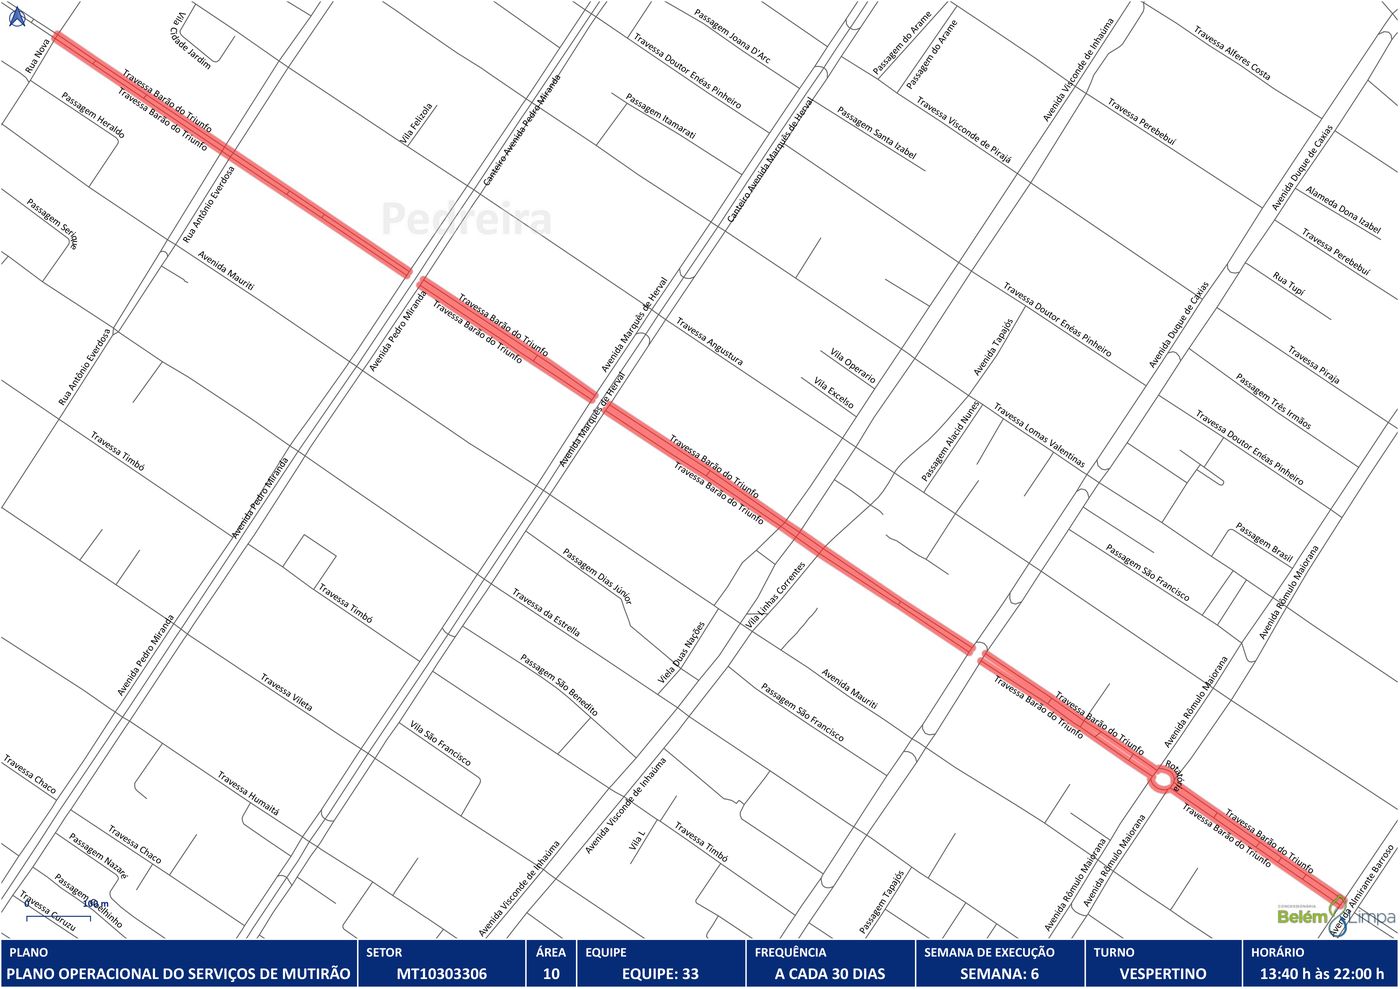 Rua Nova
Vila Cidade Jardim
Travessa Barão do Triunfo
Travessa Barão do Triunfo
Passagem Heraldo
Vila Felizola
Canteiro Avenida Pedro Miranda
Passagem Joana D'Arc
Travessa Doutor Enéas Pinheiro
Passagem Itamarati
Canteiro Avenida Marquês de Herval
Passagem do Arame
Passagem do Arame
Passagem Santa Izabel
Travessa Visconde de Pirajá
Avenida Visconde de Inhaúma
Travessa Alferes Costa
Travessa Perebebuí
Avenida Duque de Caxias
Alameda Dona Izabel
Travessa Perebebuí
Rua Tupí
Rua Antônio Everdosa
Passagem Serique
Avenida Mauriti
Pedreira
Travessa Barão do Triunfo
Travessa Barão do Triunfo
Avenida Pedro Miranda
Avenida Marquês de Herval
Travessa Angustura
Vila Operario
Vila Excelso
Travessa Doutor Enéas Pinheiro
Avenida Tapajós
Avenida Duque de Caxias
Travessa Piraja
Passagem Três Irmãos
Travessa Doutor Enéas Pinheiro
Rua Antônio Everdosa
Travessa Timbó
Avenida Pedro Miranda
Avenida Marquês de Herval
Travessa Barão do Triunfo
Travessa Barão do Triunfo
Passagem Alacid Nunes
Travessa Lomas Valentinas
Passagem Brasil
Passagem São Francisco
Avenida Rômulo Maiorana
Passagem Dias Júnior
Travessa da Estrella
Vila Linhas Correntes
Viela Duas Nações
Travessa Timbó
Avenida Pedro Miranda
Passagem São Benedito
Avenida Mauriti
Passagem São Francisco
Travessa Barão do Triunfo
Travessa Barão do Triunfo
Avenida Rômulo Maiorana
Rotatória
Travessa Vileta
Vila São Francisco
Travessa Chaco
Travessa Humaitá
Avenida Visconde de Inhaúma
Vila L
Travessa Timbó
Travessa Barão do Triunfo
Travessa Barão do Triunfo
Travessa Chaco
Passagem Nazaré
Travessa Curuzu
Avenida Visconde de Inhaúma
Passagem Tapajós
Avenida Rômulo Maiorana
Avenida Rômulo Maiorana
Avenida Almirante Barroso
0 100 m
CONCESSIONÁRIA
Belém Limpa
PLANO
PLANO OPERACIONAL DO SERVIÇOS DE MUTIRÃO
SETOR
MT10303306
ÁREA
10
EQUIPE
EQUIPE: 33
FREQUÊNCIA
A CADA 30 DIAS
SEMANA DE EXECUÇÃO
SEMANA: 6
TURNO
VESPERTINO
HORÁRIO
13:40 h às 22:00 h